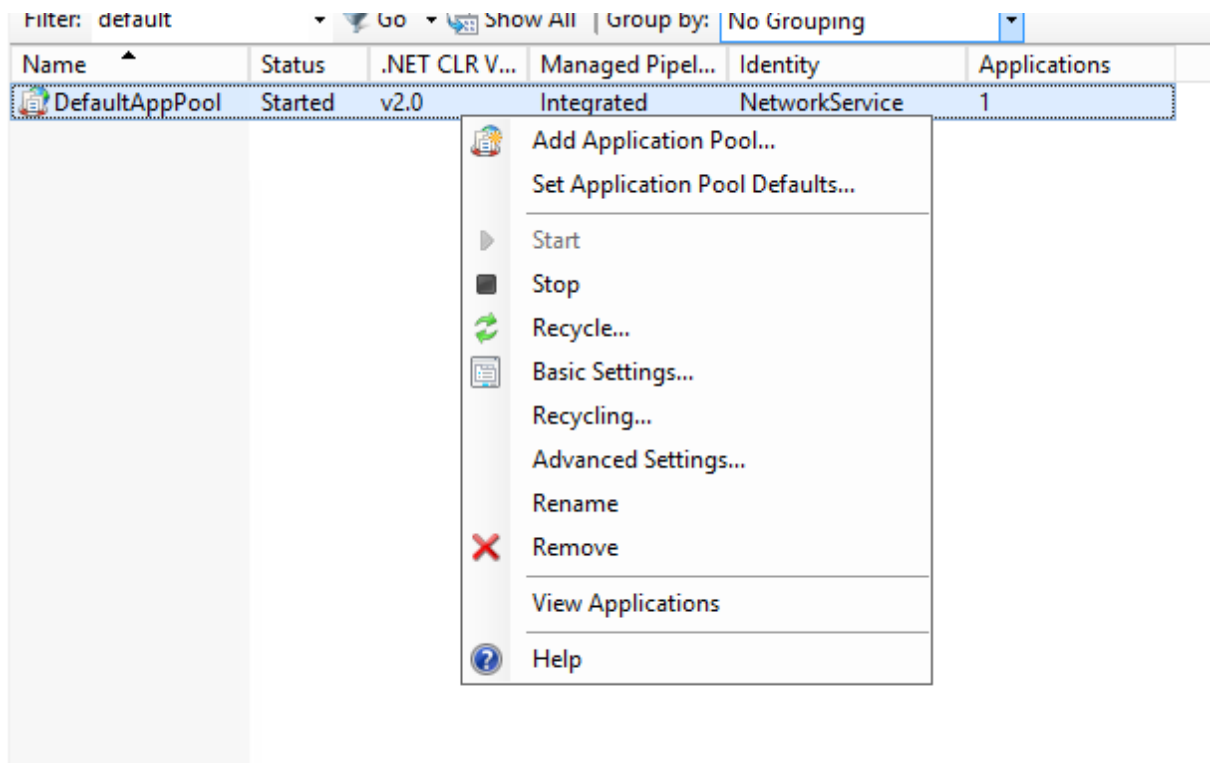 Filter: default Go Show All Group by: No Grouping
Name Status .NET CLR V... Managed Pipel... Identity Applications
DefaultAppPool Started v2.0 Integrated NetworkService 1
Add Application Pool...
Set Application Pool Defaults...
Start
Stop
Recycle...
Basic Settings...
Recycling...
Advanced Settings...
Rename
Remove
View Applications
Help